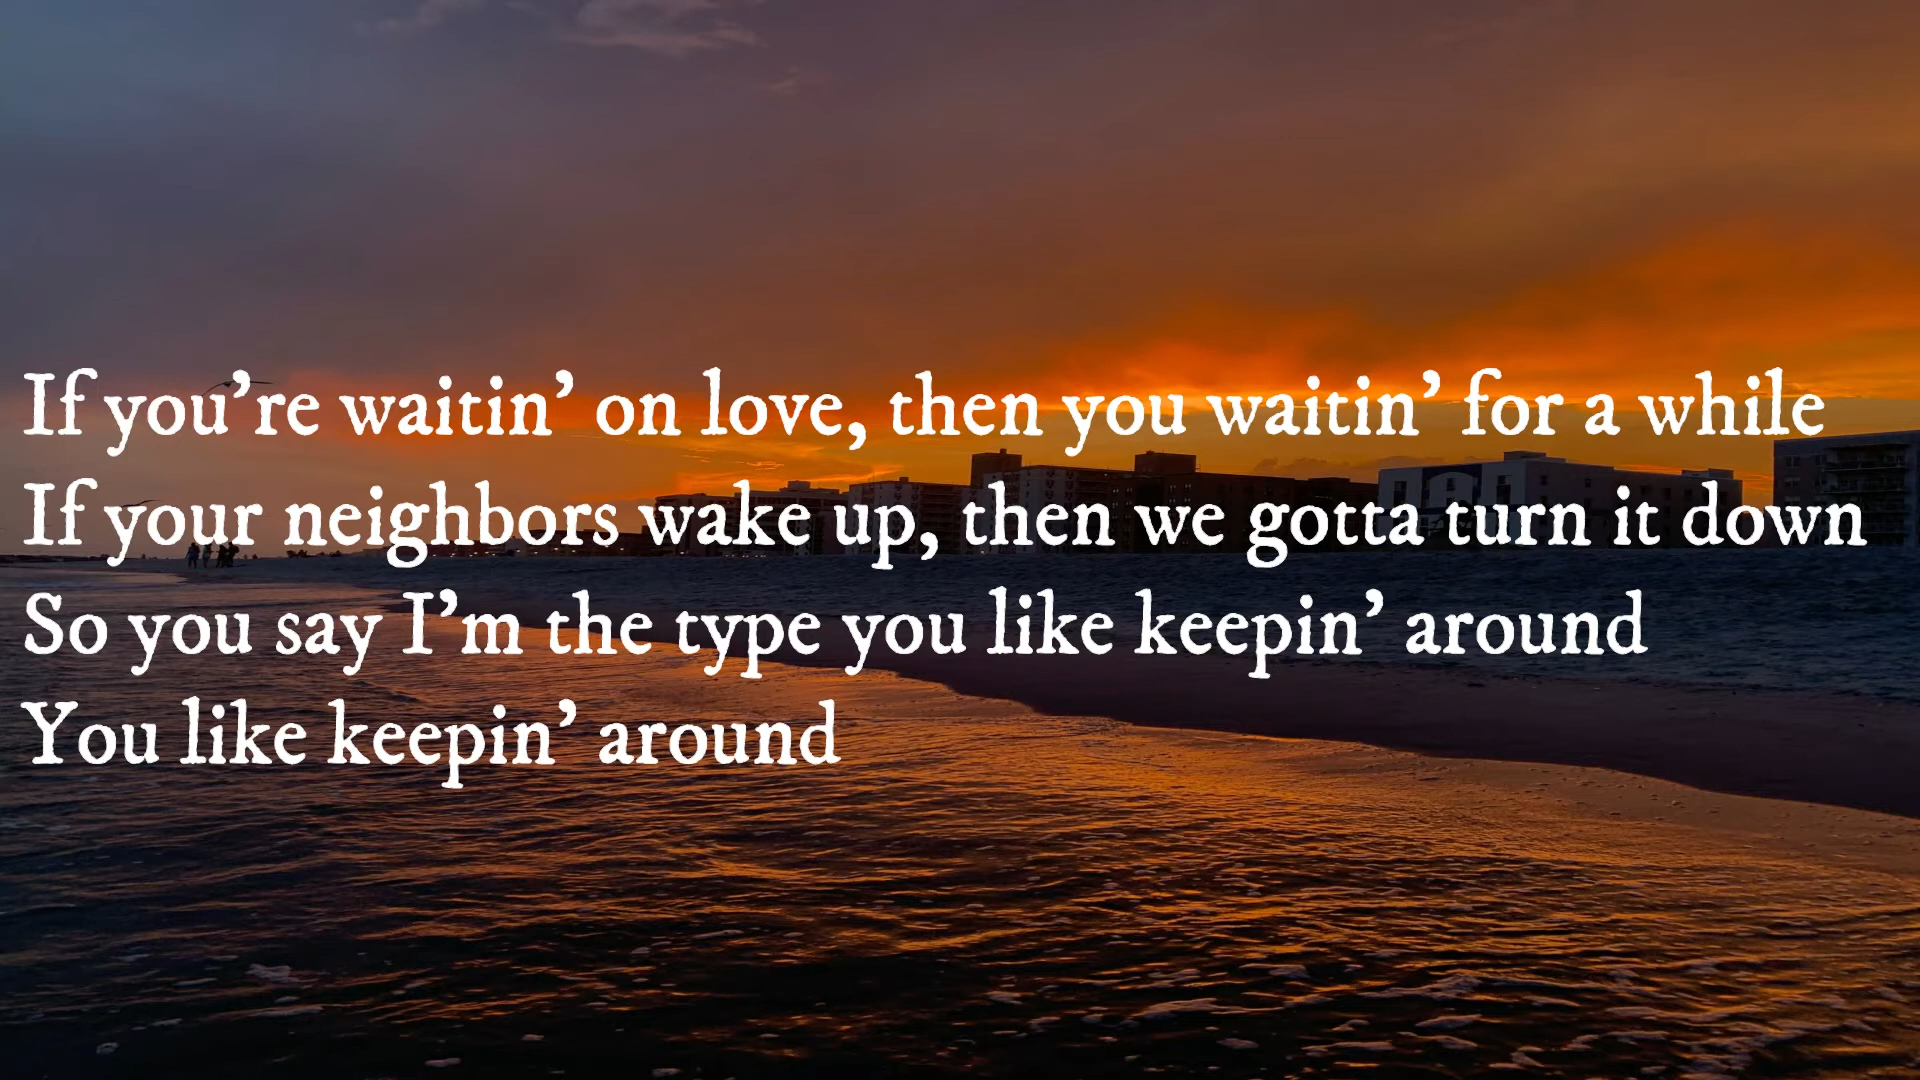 If you’re waitin’ on love, then you waitin’ for a while
If your neighbors wake up, then we gotta turn it down
So you say I’m the type you like keepin’ around
You like keepin’ around